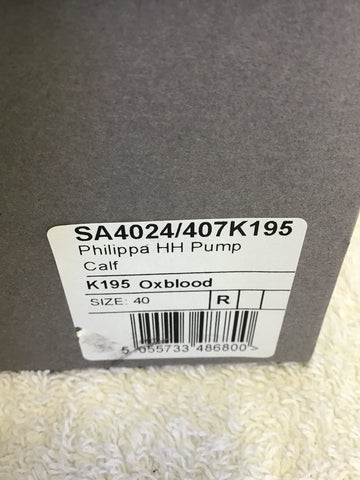 SA4024/407K195
Philippa HH Pump
Calf
K195 Oxblood
SIZE: 40 R
5 055733 486800>